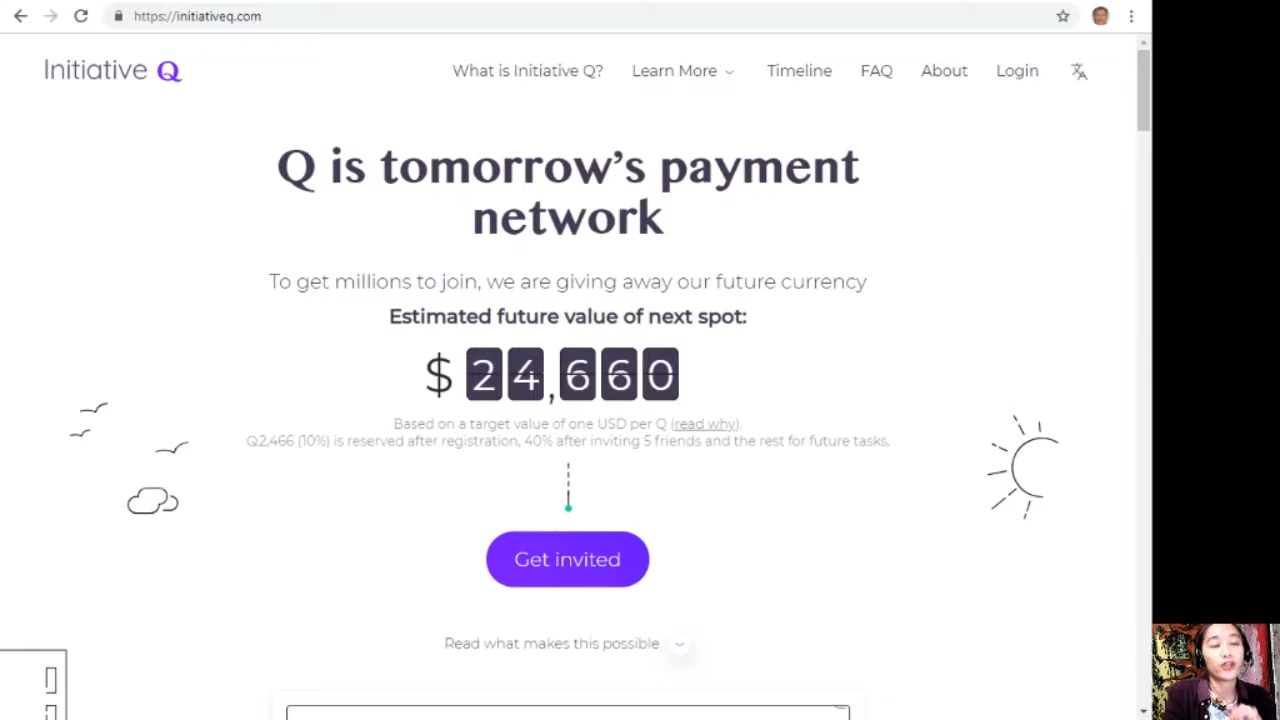 https://initiativeq.com
Initiative Q
What is Initiative Q? Learn More Timeline FAQ About Login
Q is tomorrow's payment
network
To get millions to join, we are giving away our future currency
Estimated future value of next spot:
$ 24,660
Based on a target value of one USD per Q (read why).
Q2,466 (10%) is reserved after registration, 40% after inviting 5 friends and the rest for future tasks.
Get invited
Read what makes this possible